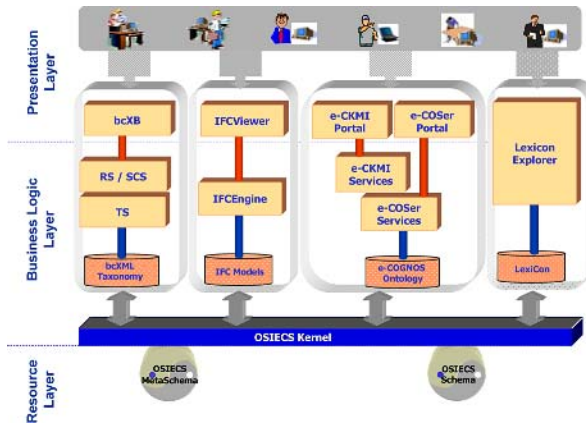 Presentation
Layer
bcXB
IFCViewer
e-CKMI
Portal
e-COSer
Portal
Lexicon
Explorer
Business Logic
Layer
RS / SCS
TS
IFCEngine
e-CKMI
Services
e-COSer
Services
bcXML
Taxonomy
IFC Models
e-COGNOS
Ontology
LexiCon
OSIECS Kernel
Resource
Layer
OSIECS
MetaSchema
OSIECS
Schema